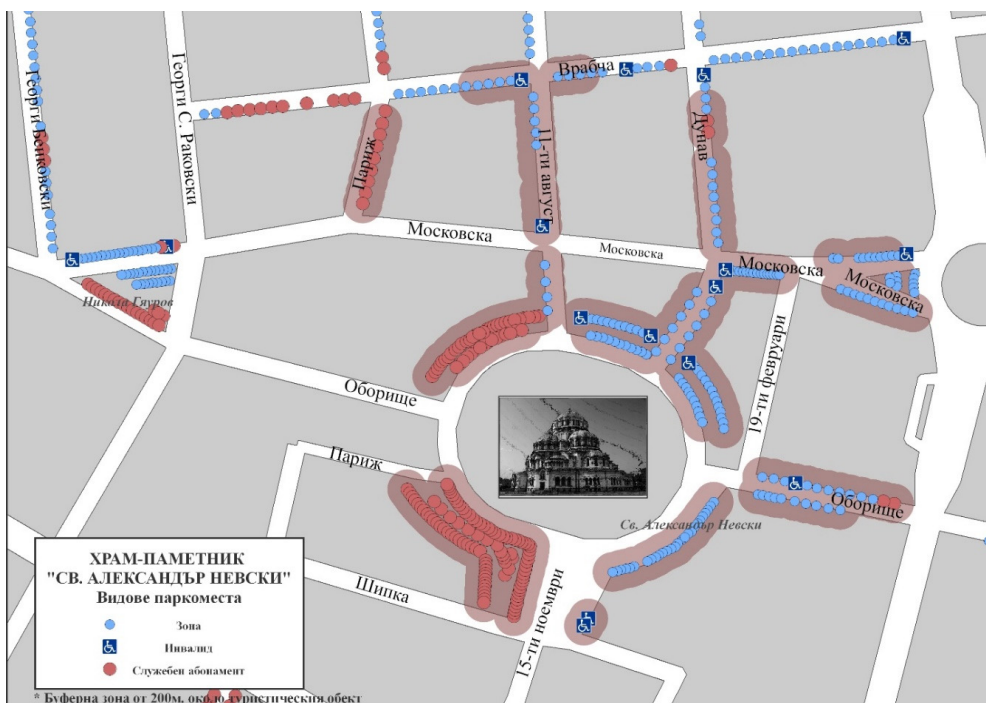 Врабча
Георги Бенковски
Георги С. Раковски
Париж
11-ти август
Дунав
Московска
Московска
Московска
Московска
Никола Гяуров
19-ти февруари
Оборище
Париж
Оборище
Св. Александър Невски
Шипка
15-ти ноември
ХРАМ-ПАМЕТНИК
"СВ. АЛЕКСАНДЪР НЕВСКИ"
Видове паркоместа
Зона
Инвалид
Служебен абонамент
* Буферна зона от 200м. около туристическия обект